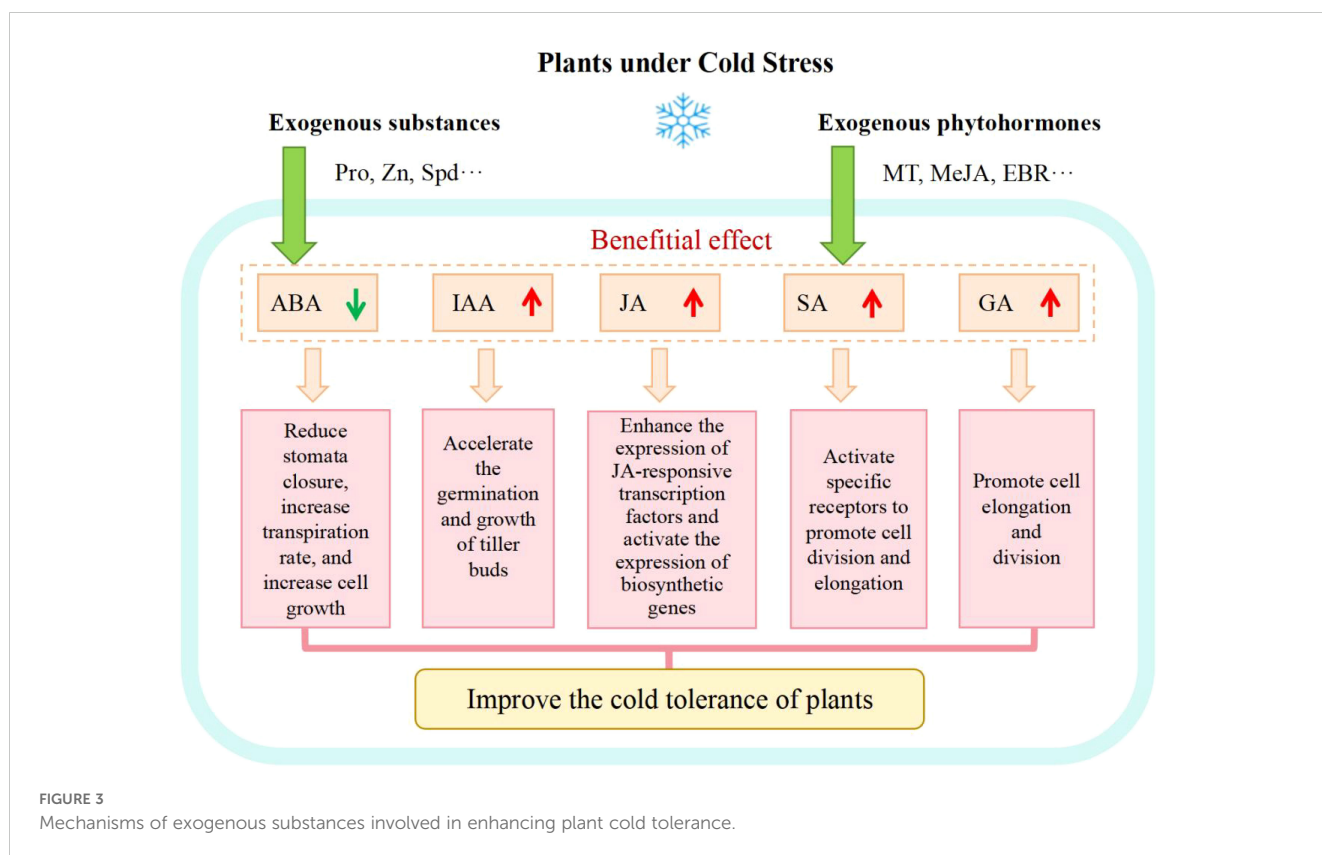 Plants under Cold Stress
Exogenous substances
Exogenous phytohormones
Pro, Zn, Spd···
MT, MeJA, EBR···
Benefitial effect
ABA
IAA
JA
SA
GA
Reduce
stomata
closure,
increase
transpiration
rate, and
increase cell
growth
Accelerate
the
germination
and growth
of tiller
buds
Enhance the
expression of
JA-responsive
transcription
factors and
activate the
expression of
biosynthetic
genes
Activate
specific
receptors to
promote cell
division and
elongation
Promote cell
elongation
and
division
Improve the cold tolerance of plants
FIGURE 3
Mechanisms of exogenous substances involved in enhancing plant cold tolerance.